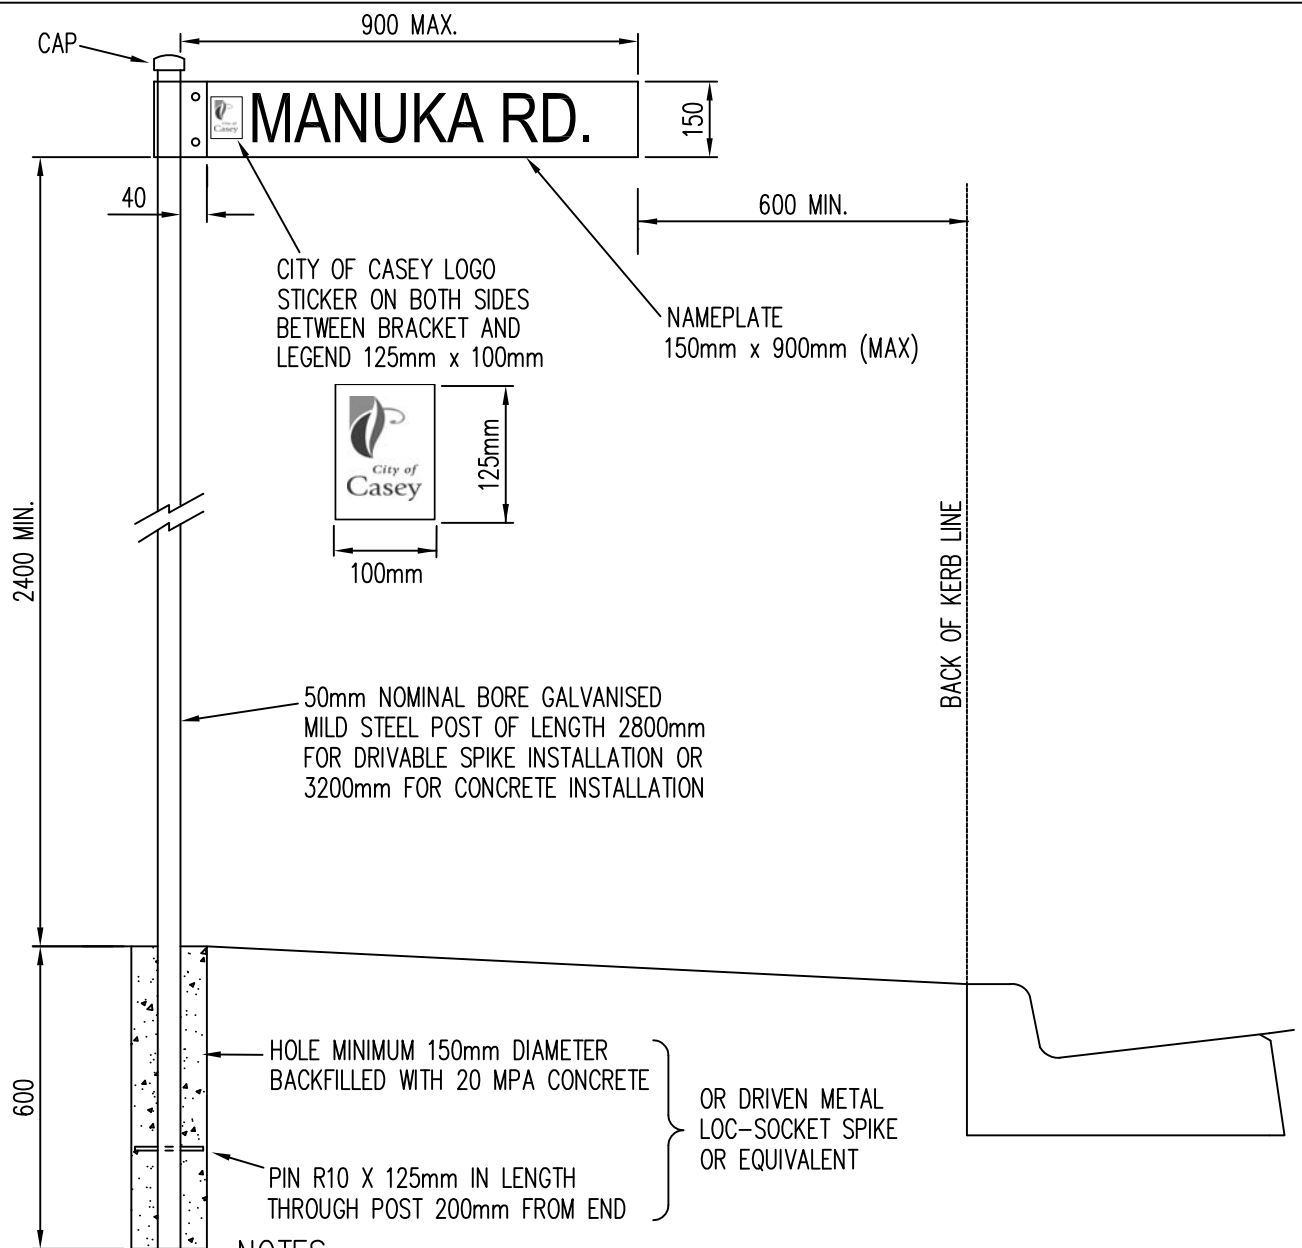 900 MAX.
CAP
MANUKA RD.
City of
Casey
150
40
600 MIN.
CITY OF CASEY LOGO
STICKER ON BOTH SIDES
BETWEEN BRACKET AND
LEGEND 125mm x 100mm
NAMEPLATE
150mm x 900mm (MAX)
City of
Casey
125mm
100mm
2400 MIN.
BACK OF KERB LINE
50mm NOMINAL BORE GALVANISED
MILD STEEL POST OF LENGTH 2800mm
FOR DRIVABLE SPIKE INSTALLATION OR
3200mm FOR CONCRETE INSTALLATION
600
HOLE MINIMUM 150mm DIAMETER
BACKFILLED WITH 20 MPA CONCRETE
OR DRIVEN METAL
LOC-SOCKET SPIKE
OR EQUIVALENT
PIN R10 X 125mm IN LENGTH
THROUGH POST 200mm FROM END
NOTES